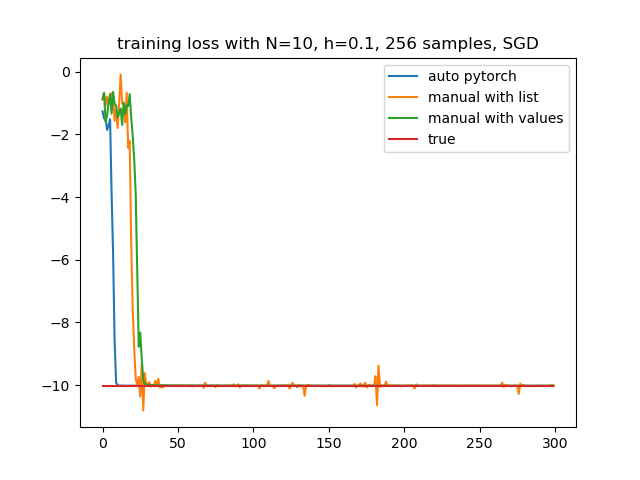 training loss with N=10, h=0.1, 256 samples, SGD
auto pytorch
manual with list
manual with values
true
0
−2
−4
−6
−8
−10
0 50 100 150 200 250 300